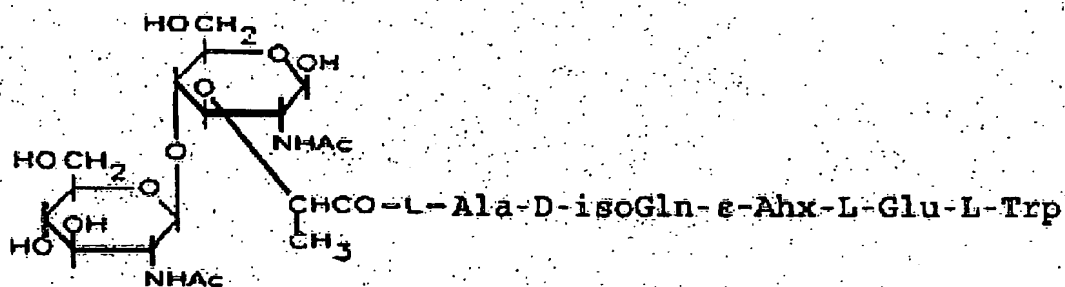 HOCH2
O
OH
O
NHAc
O
HOCH2
O
CHCO-L-Ala-D-isoGln-ε-Ahx-L-Glu-L-Trp
OH
HO
CH3
NHAc